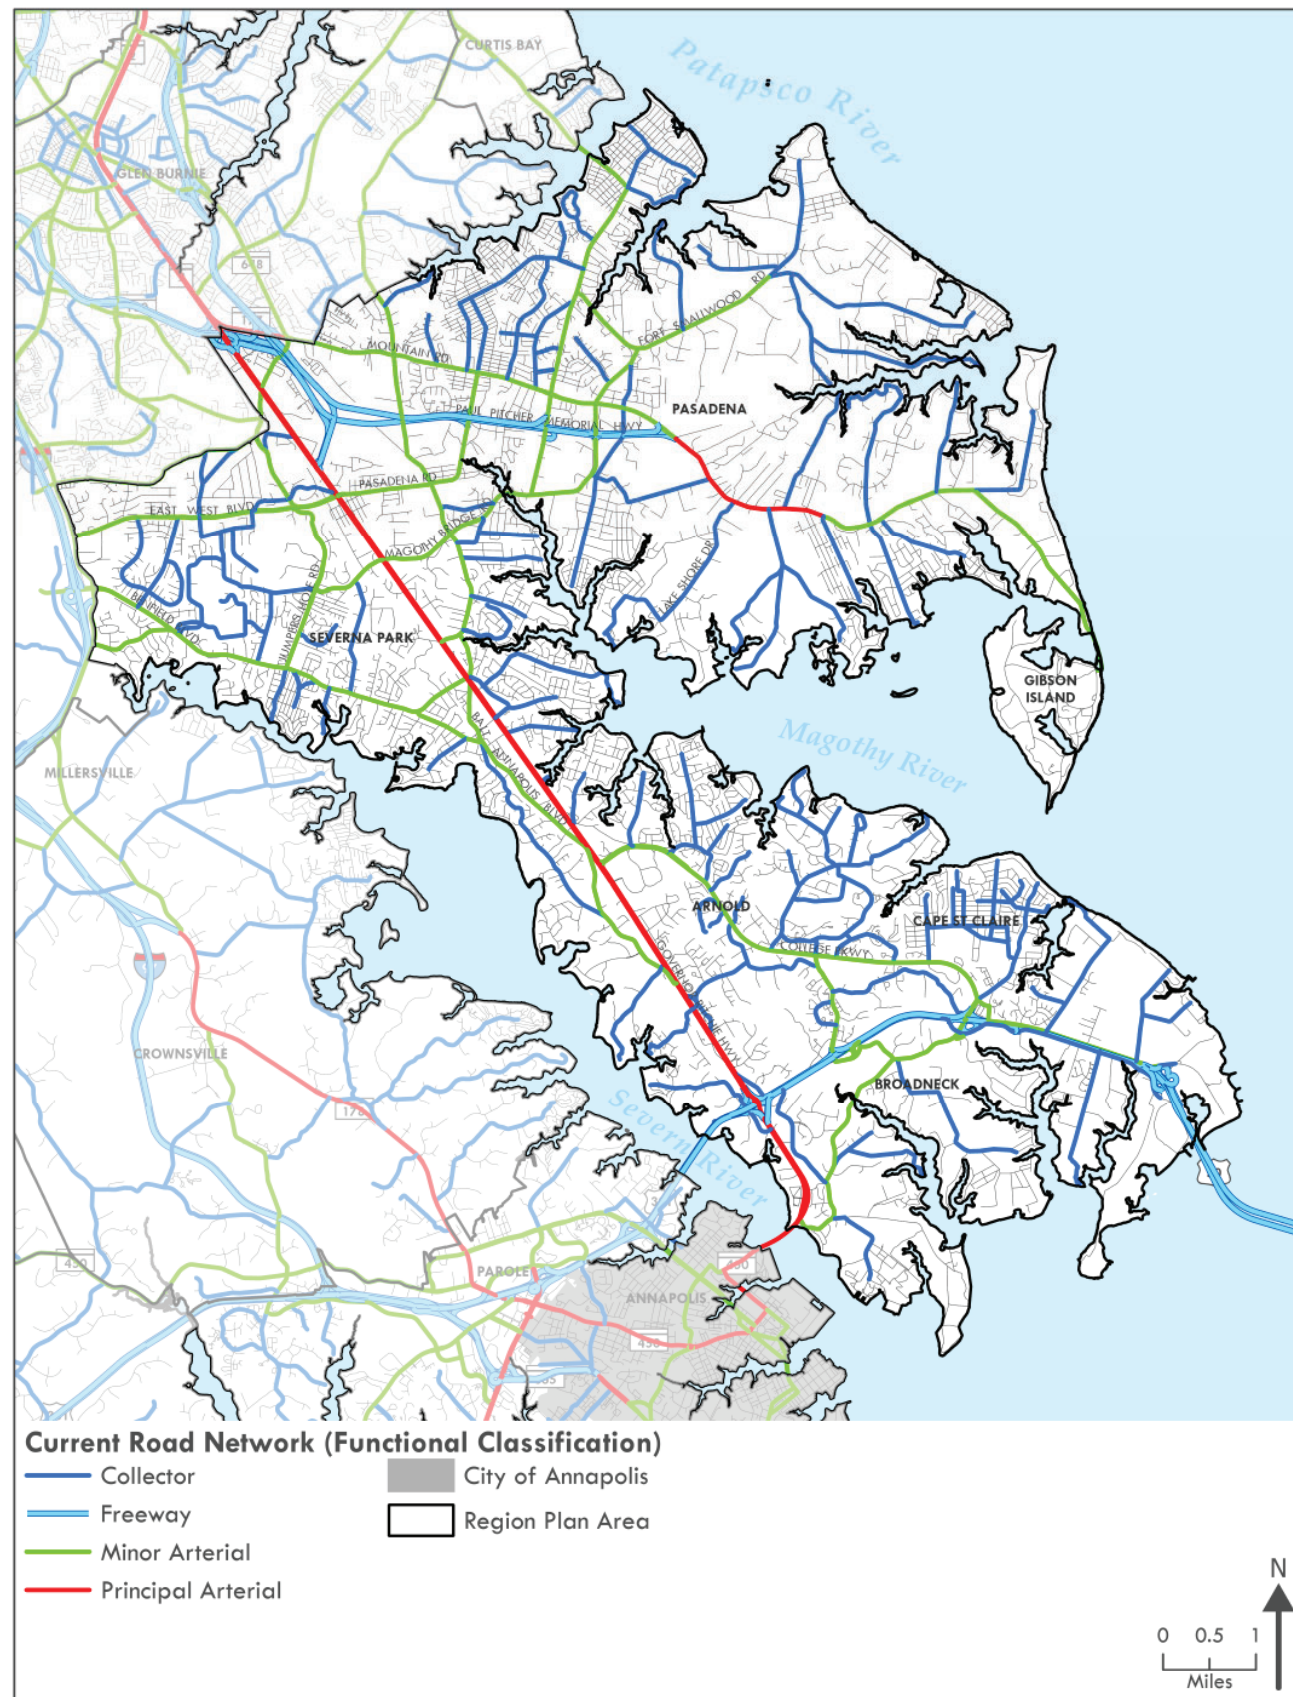 CURTIS BAY
Patapsco River
GLEN BURNIE
648
FORT SMALLWOOD RD
MOUNTAIN RD
PASADENA
PAUL PITCHER MEMORIAL HWY
PASADENA RD
EAST WEST BLVD
MAGOTHY BRIDGE RD
JUMPERS HOLE RD
LAKE SHORE DR
BENFIELD BLVD
SEVERNA PARK
GIBSON
ISLAND
BALT ANNAPOLIS BLVD
Magothy River
MILLERSVILLE
ARNOLD
CAPE ST CLAIRE
COLLEGE PKWY
GOVERNOR RITCHIE HWY
CROWNSVILLE
BROADNECK
178
Severn River
450
PAROLE
450
ANNAPOLIS
450
Current Road Network (Functional Classification)
Collector
City of Annapolis
Freeway
Region Plan Area
Minor Arterial
Principal Arterial
N
0 0.5 1
Miles